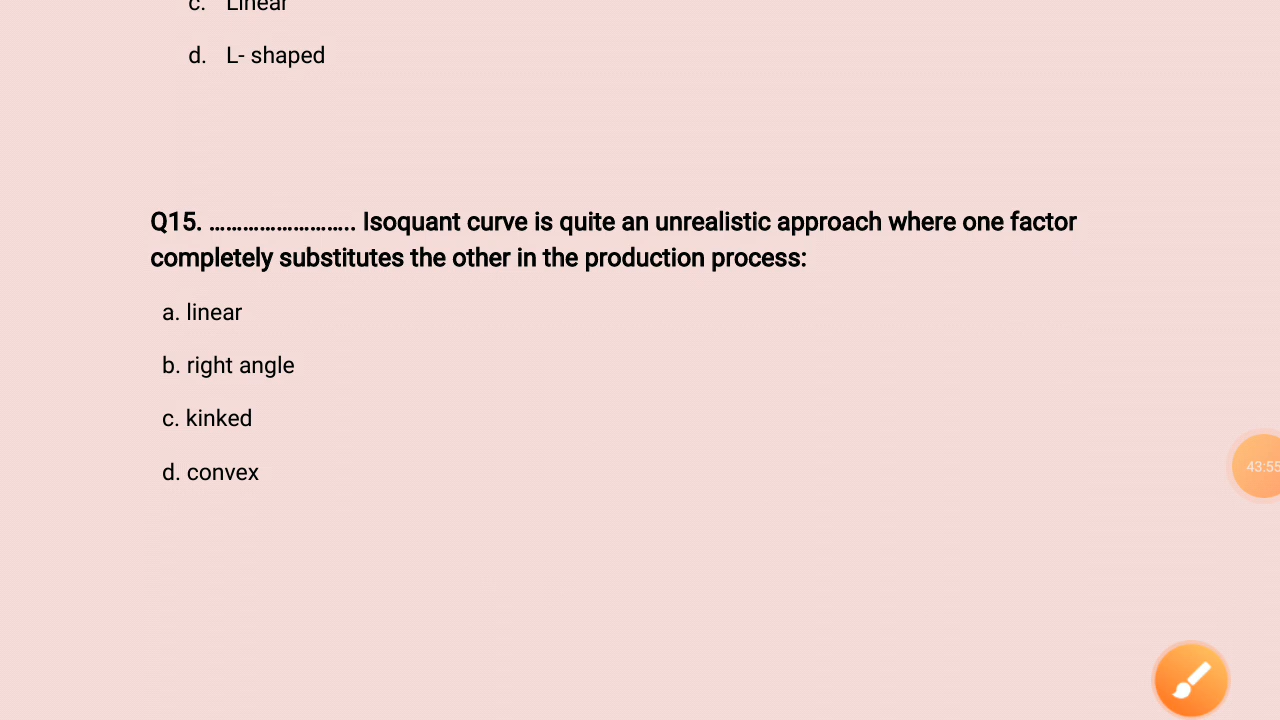 c. Linear
d. L- shaped
Q15. ............................ Isoquant curve is quite an unrealistic approach where one factor
completely substitutes the other in the production process:
a. linear
b. right angle
c. kinked
d. convex
43:55